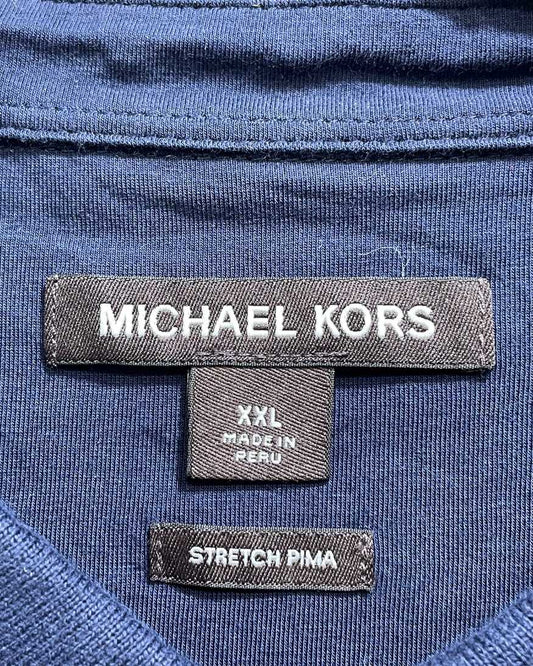 MICHAEL KORS
XXL
MADE IN
PERU
STRETCH PIMA